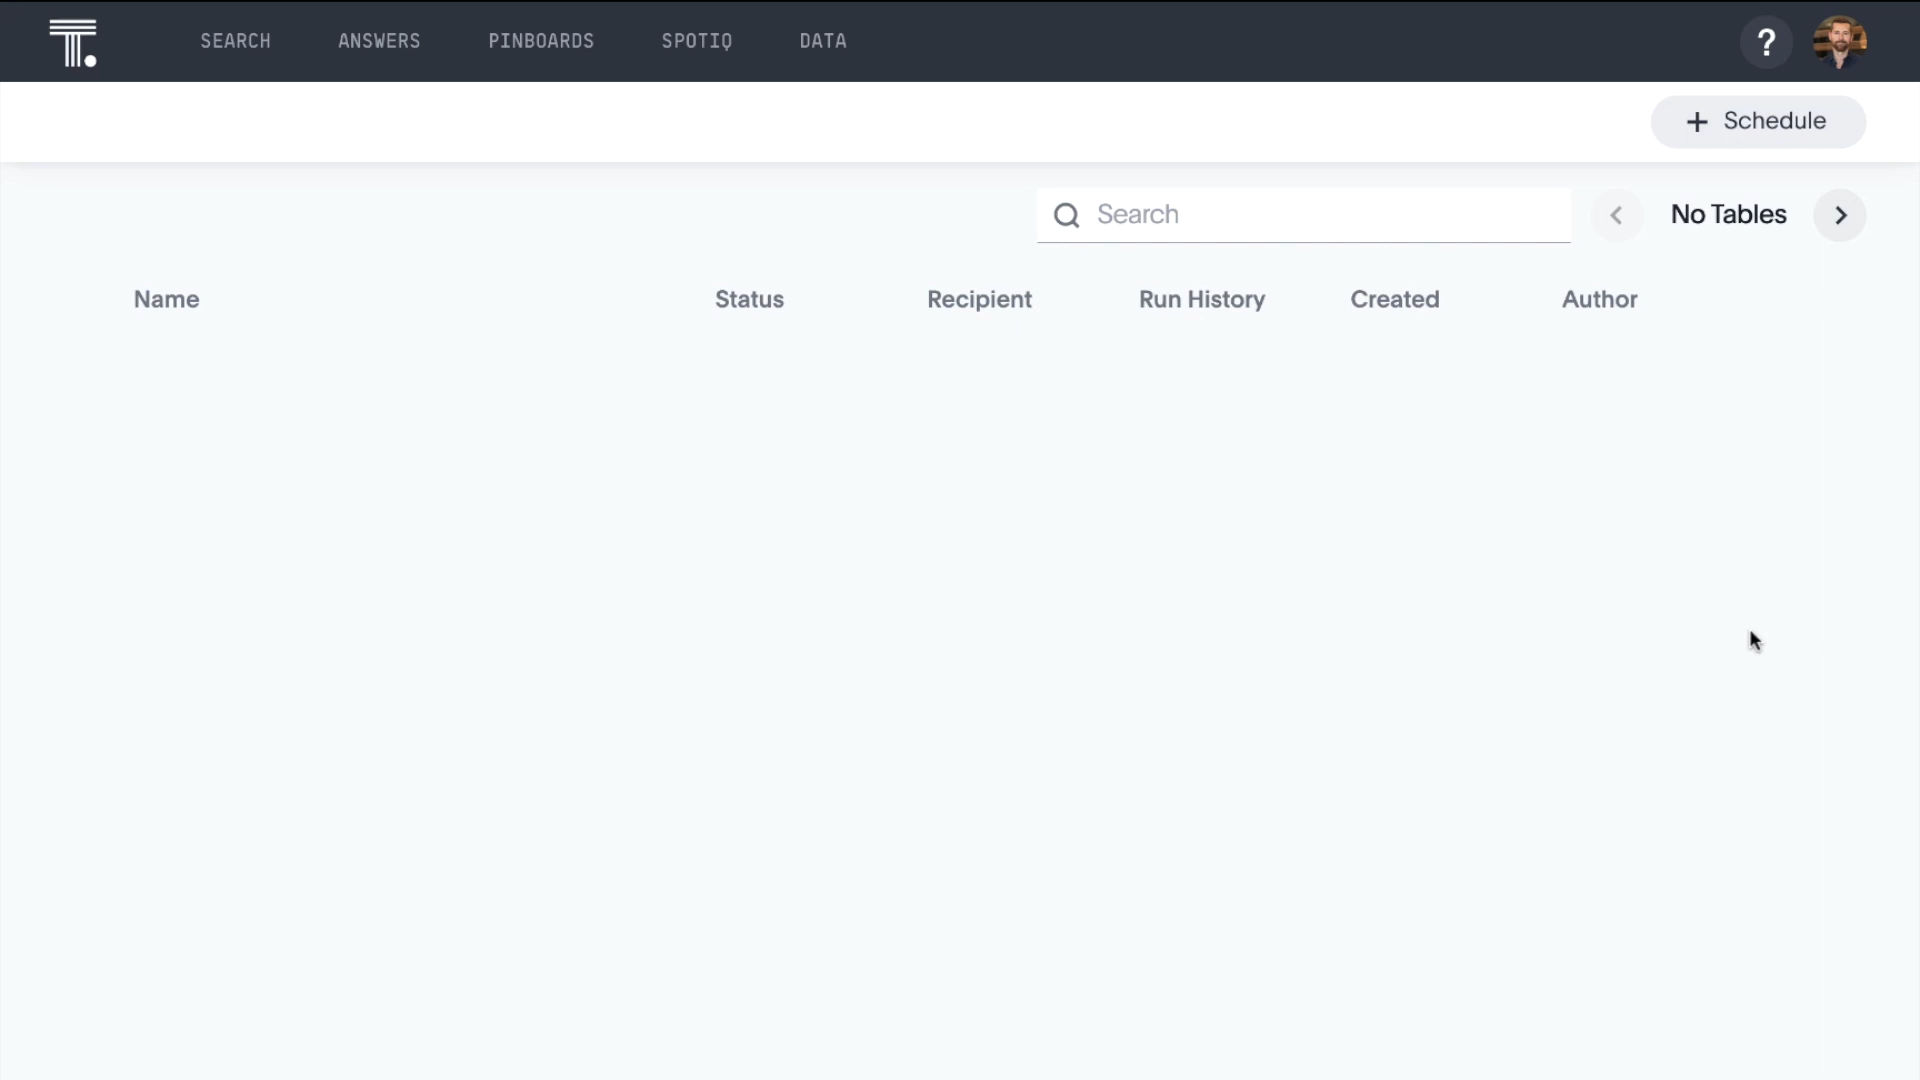 T.
SEARCH ANSWERS PINBOARDS SPOTIQ DATA ?
+ Schedule
Search No Tables
Name Status Recipient Run History Created Author